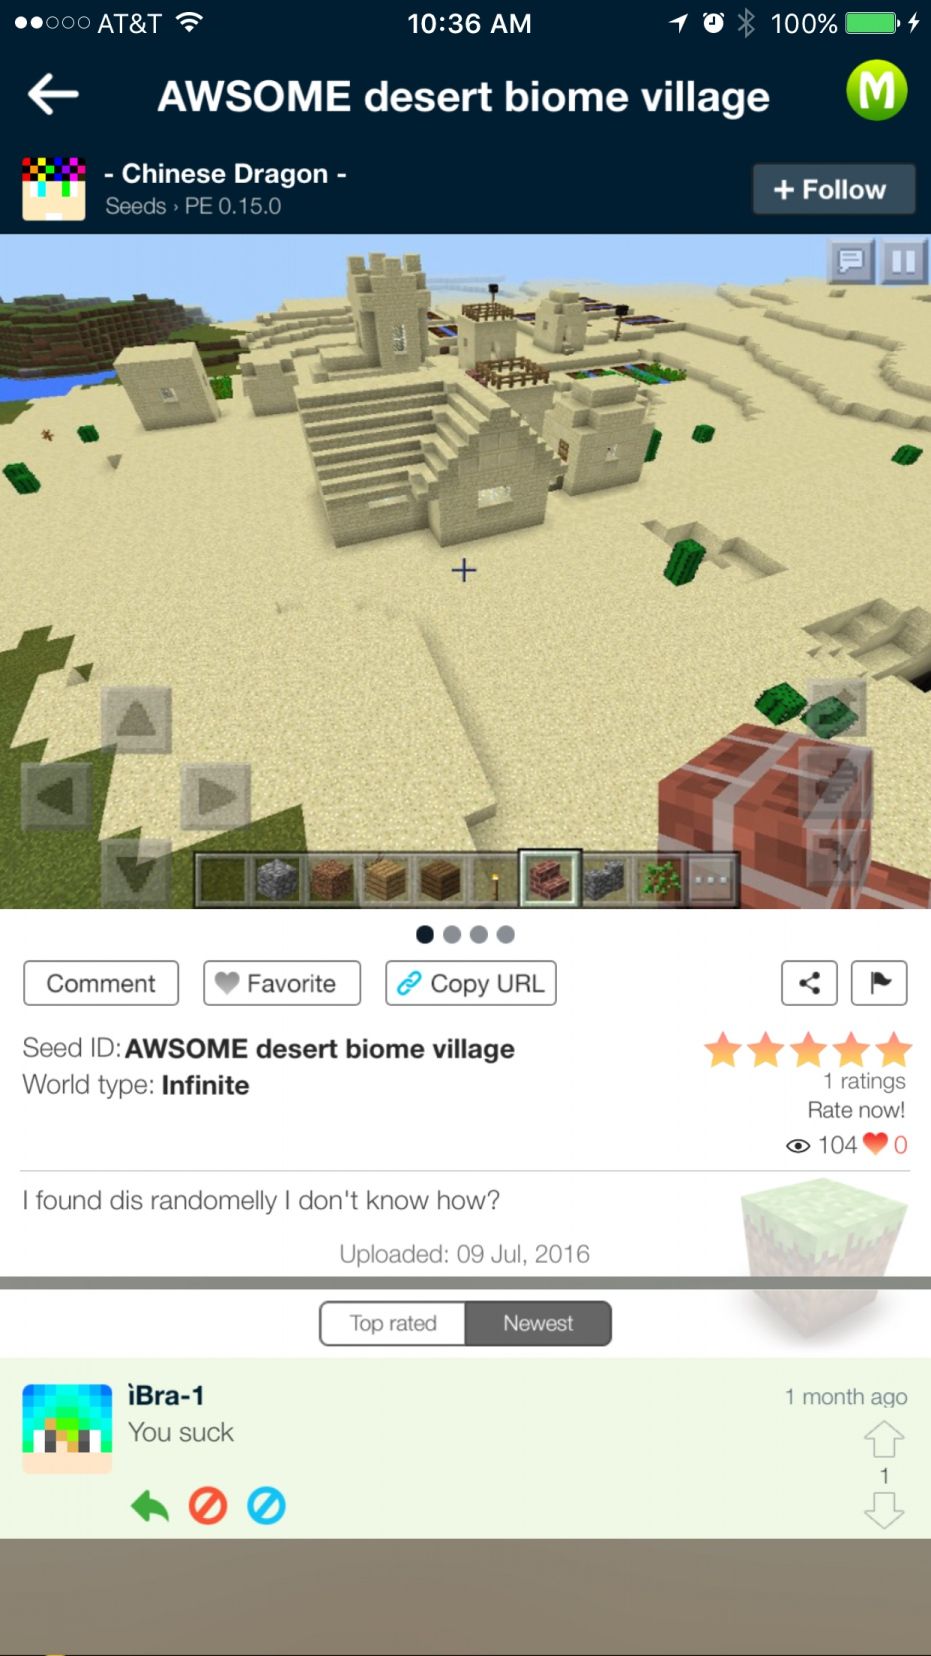 AT&T 10:36 AM 100%
AWSOME desert biome village
M
- Chinese Dragon -
Seeds › PE 0.15.0
+ Follow
Comment
Favorite
Copy URL
Seed ID: AWSOME desert biome village
World type: Infinite
1 ratings
Rate now!
104 0
I found dis randomelly I don't know how?
Uploaded: 09 Jul, 2016
Top rated
Newest
ìBra-1
1 month ago
You suck
1